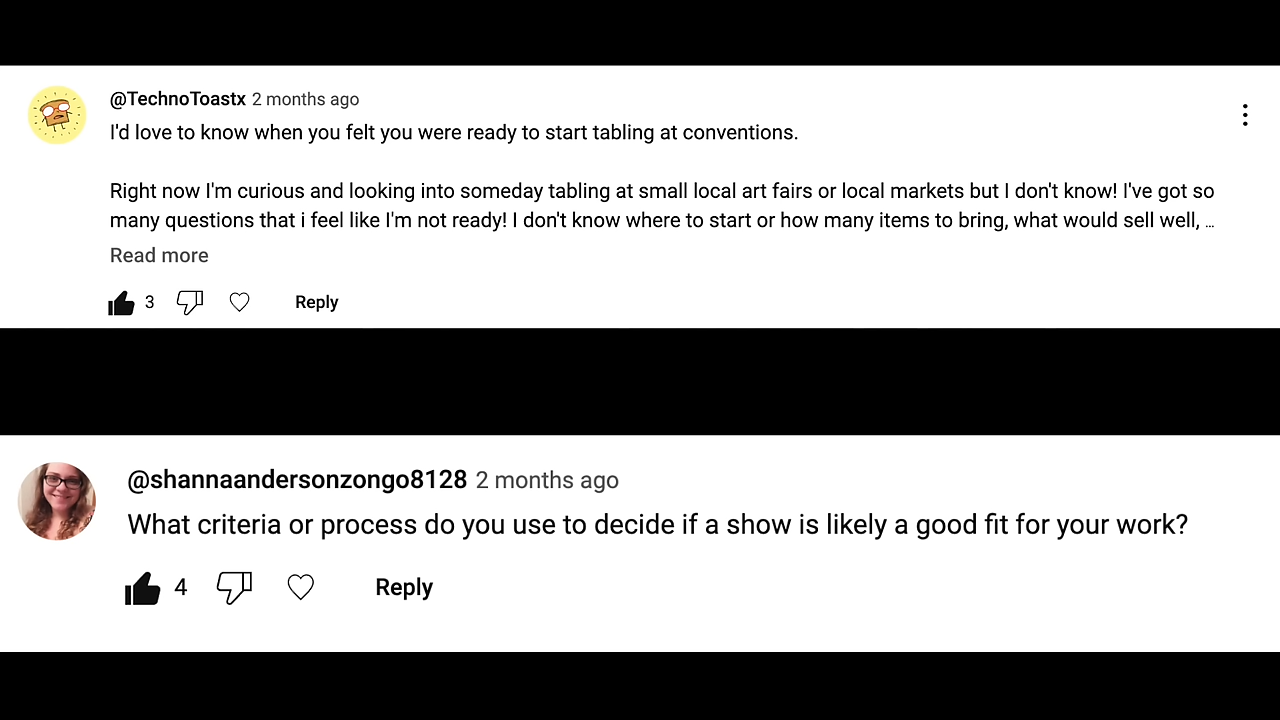 @TechnoToastx 2 months ago
I'd love to know when you felt you were ready to start tabling at conventions.
Right now I'm curious and looking into someday tabling at small local art fairs or local markets but I don't know! I've got so
many questions that i feel like I'm not ready! I don't know where to start or how many items to bring, what would sell well, ...
Read more
3 Reply
@shannaandersonzongo8128 2 months ago
What criteria or process do you use to decide if a show is likely a good fit for your work?
4 Reply